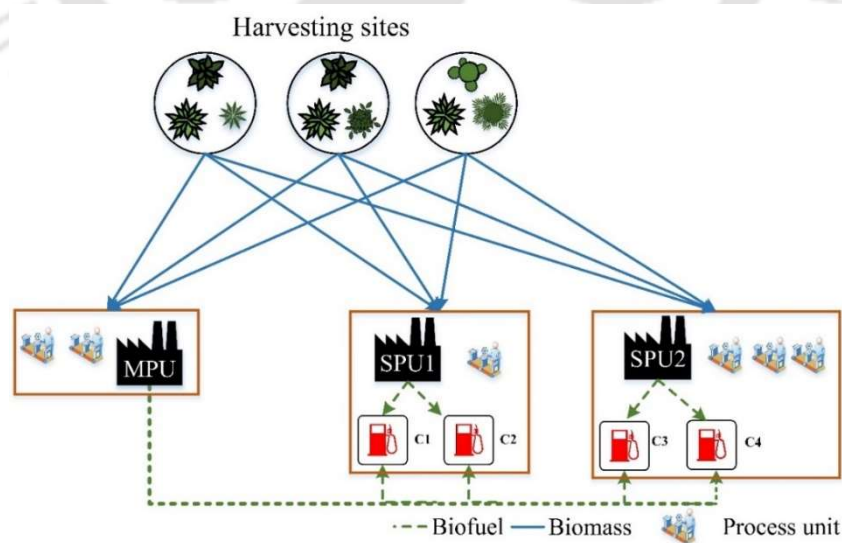 Harvesting sites
MPU
SPU1
SPU2
C1
C2
C3
C4
Biofuel
Biomass
Process unit